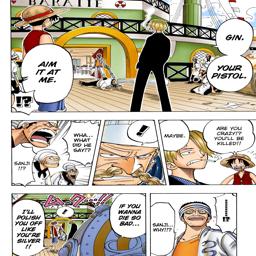 BARATIE
GIN.
YOUR
PISTOL.
AIM
IT AT
ME.
ARE YOU
CRAZY!?
YOU'LL BE
KILLED!!
MAYBE.
!
WHA...
WHAT
DID HE
SAY!?
SANJI
...!?
SANJI...
WHY!?
IF YOU
WANNA
DIE SO
BAD...
!?
I'LL
POLISH
YOU OFF
LIKE
YOU'RE
SILVER
!!